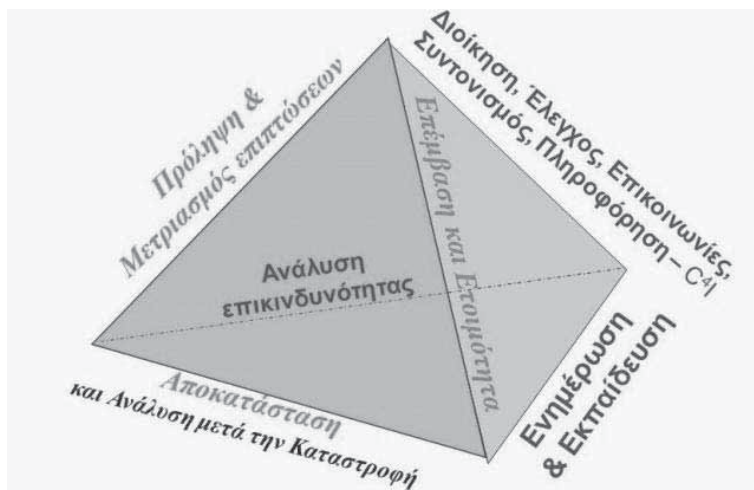 Πρόληψη &
Μετριασμός επιπτώσεων
Διοίκηση, Έλεγχος, Επικοινωνίες,
Συντονισμός, Πληροφόρηση – C⁴I
Επέμβαση και Ετοιμότητα
Ανάλυση
επικινδυνότητας
Αποκατάσταση
και Ανάλυση μετά την Καταστροφή
Ενημέρωση
& Εκπαίδευση